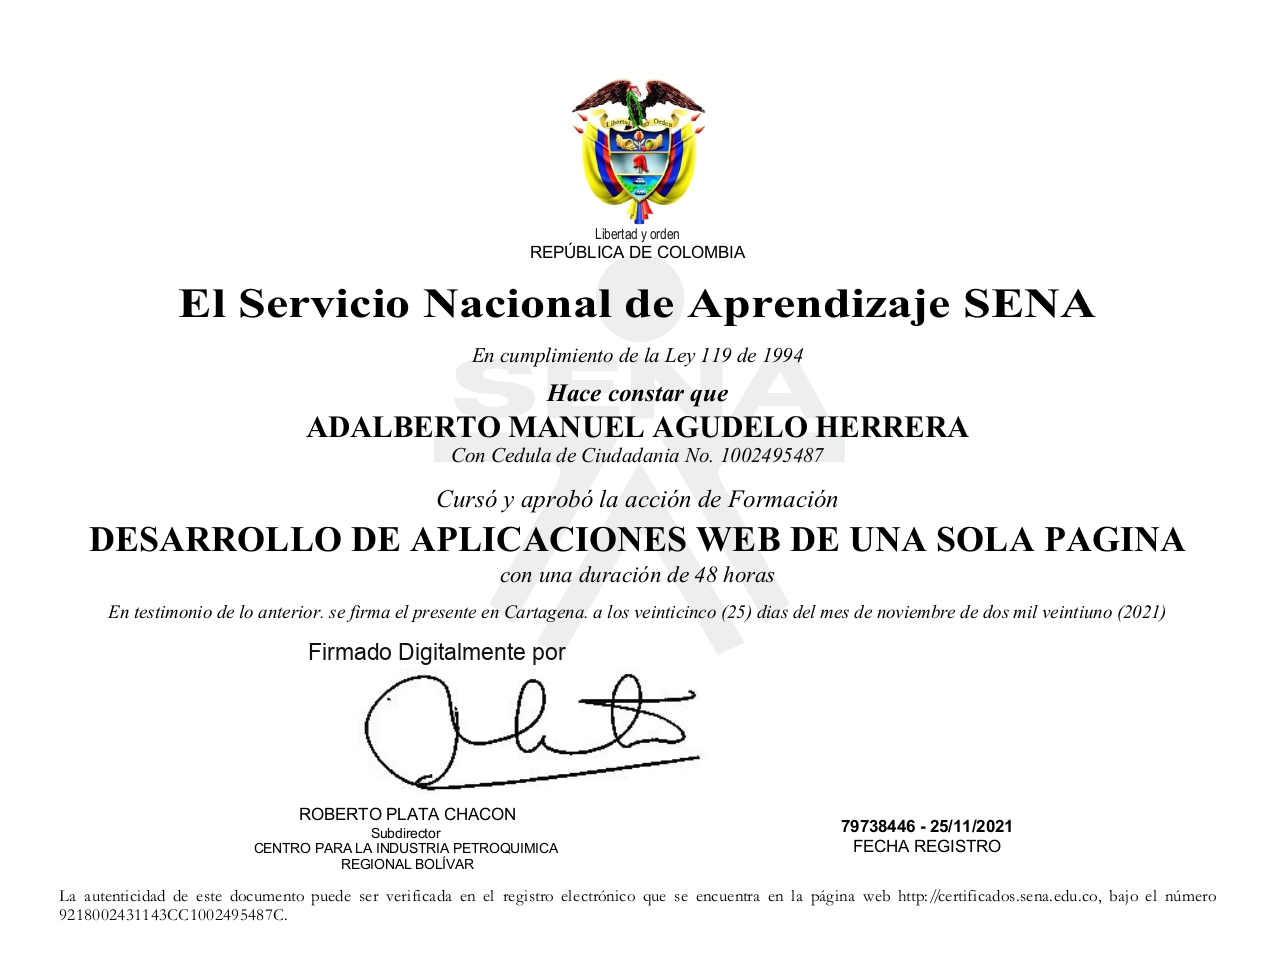 Libertad y Orden
Libertad y orden
REPÚBLICA DE COLOMBIA
El Servicio Nacional de Aprendizaje SENA
En cumplimiento de la Ley 119 de 1994
SENA
Hace constar que
ADALBERTO MANUEL AGUDELO HERRERA
Con Cedula de Ciudadania No. 1002495487
Cursó y aprobó la acción de Formación
DESARROLLO DE APLICACIONES WEB DE UNA SOLA PAGINA
con una duración de 48 horas
En testimonio de lo anterior. se firma el presente en Cartagena. a los veinticinco (25) dias del mes de noviembre de dos mil veintiuno (2021)
Firmado Digitalmente por
ROBERTO PLATA CHACON
Subdirector
CENTRO PARA LA INDUSTRIA PETROQUIMICA
REGIONAL BOLÍVAR
79738446 - 25/11/2021
FECHA REGISTRO
La autenticidad de este documento puede ser verificada en el registro electrónico que se encuentra en la página web http://certificados.sena.edu.co, bajo el número
9218002431143CC1002495487C.